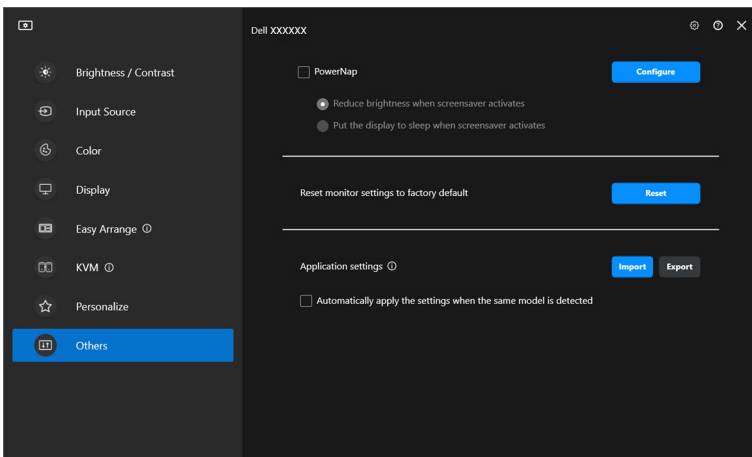 Dell XXXXXX
Brightness / Contrast
Input Source
Color
Display
Easy Arrange
KVM
Personalize
Others
PowerNap
Configure
Reduce brightness when screensaver activates
Put the display to sleep when screensaver activates
Reset monitor settings to factory default
Reset
Application settings
Import
Export
Automatically apply the settings when the same model is detected